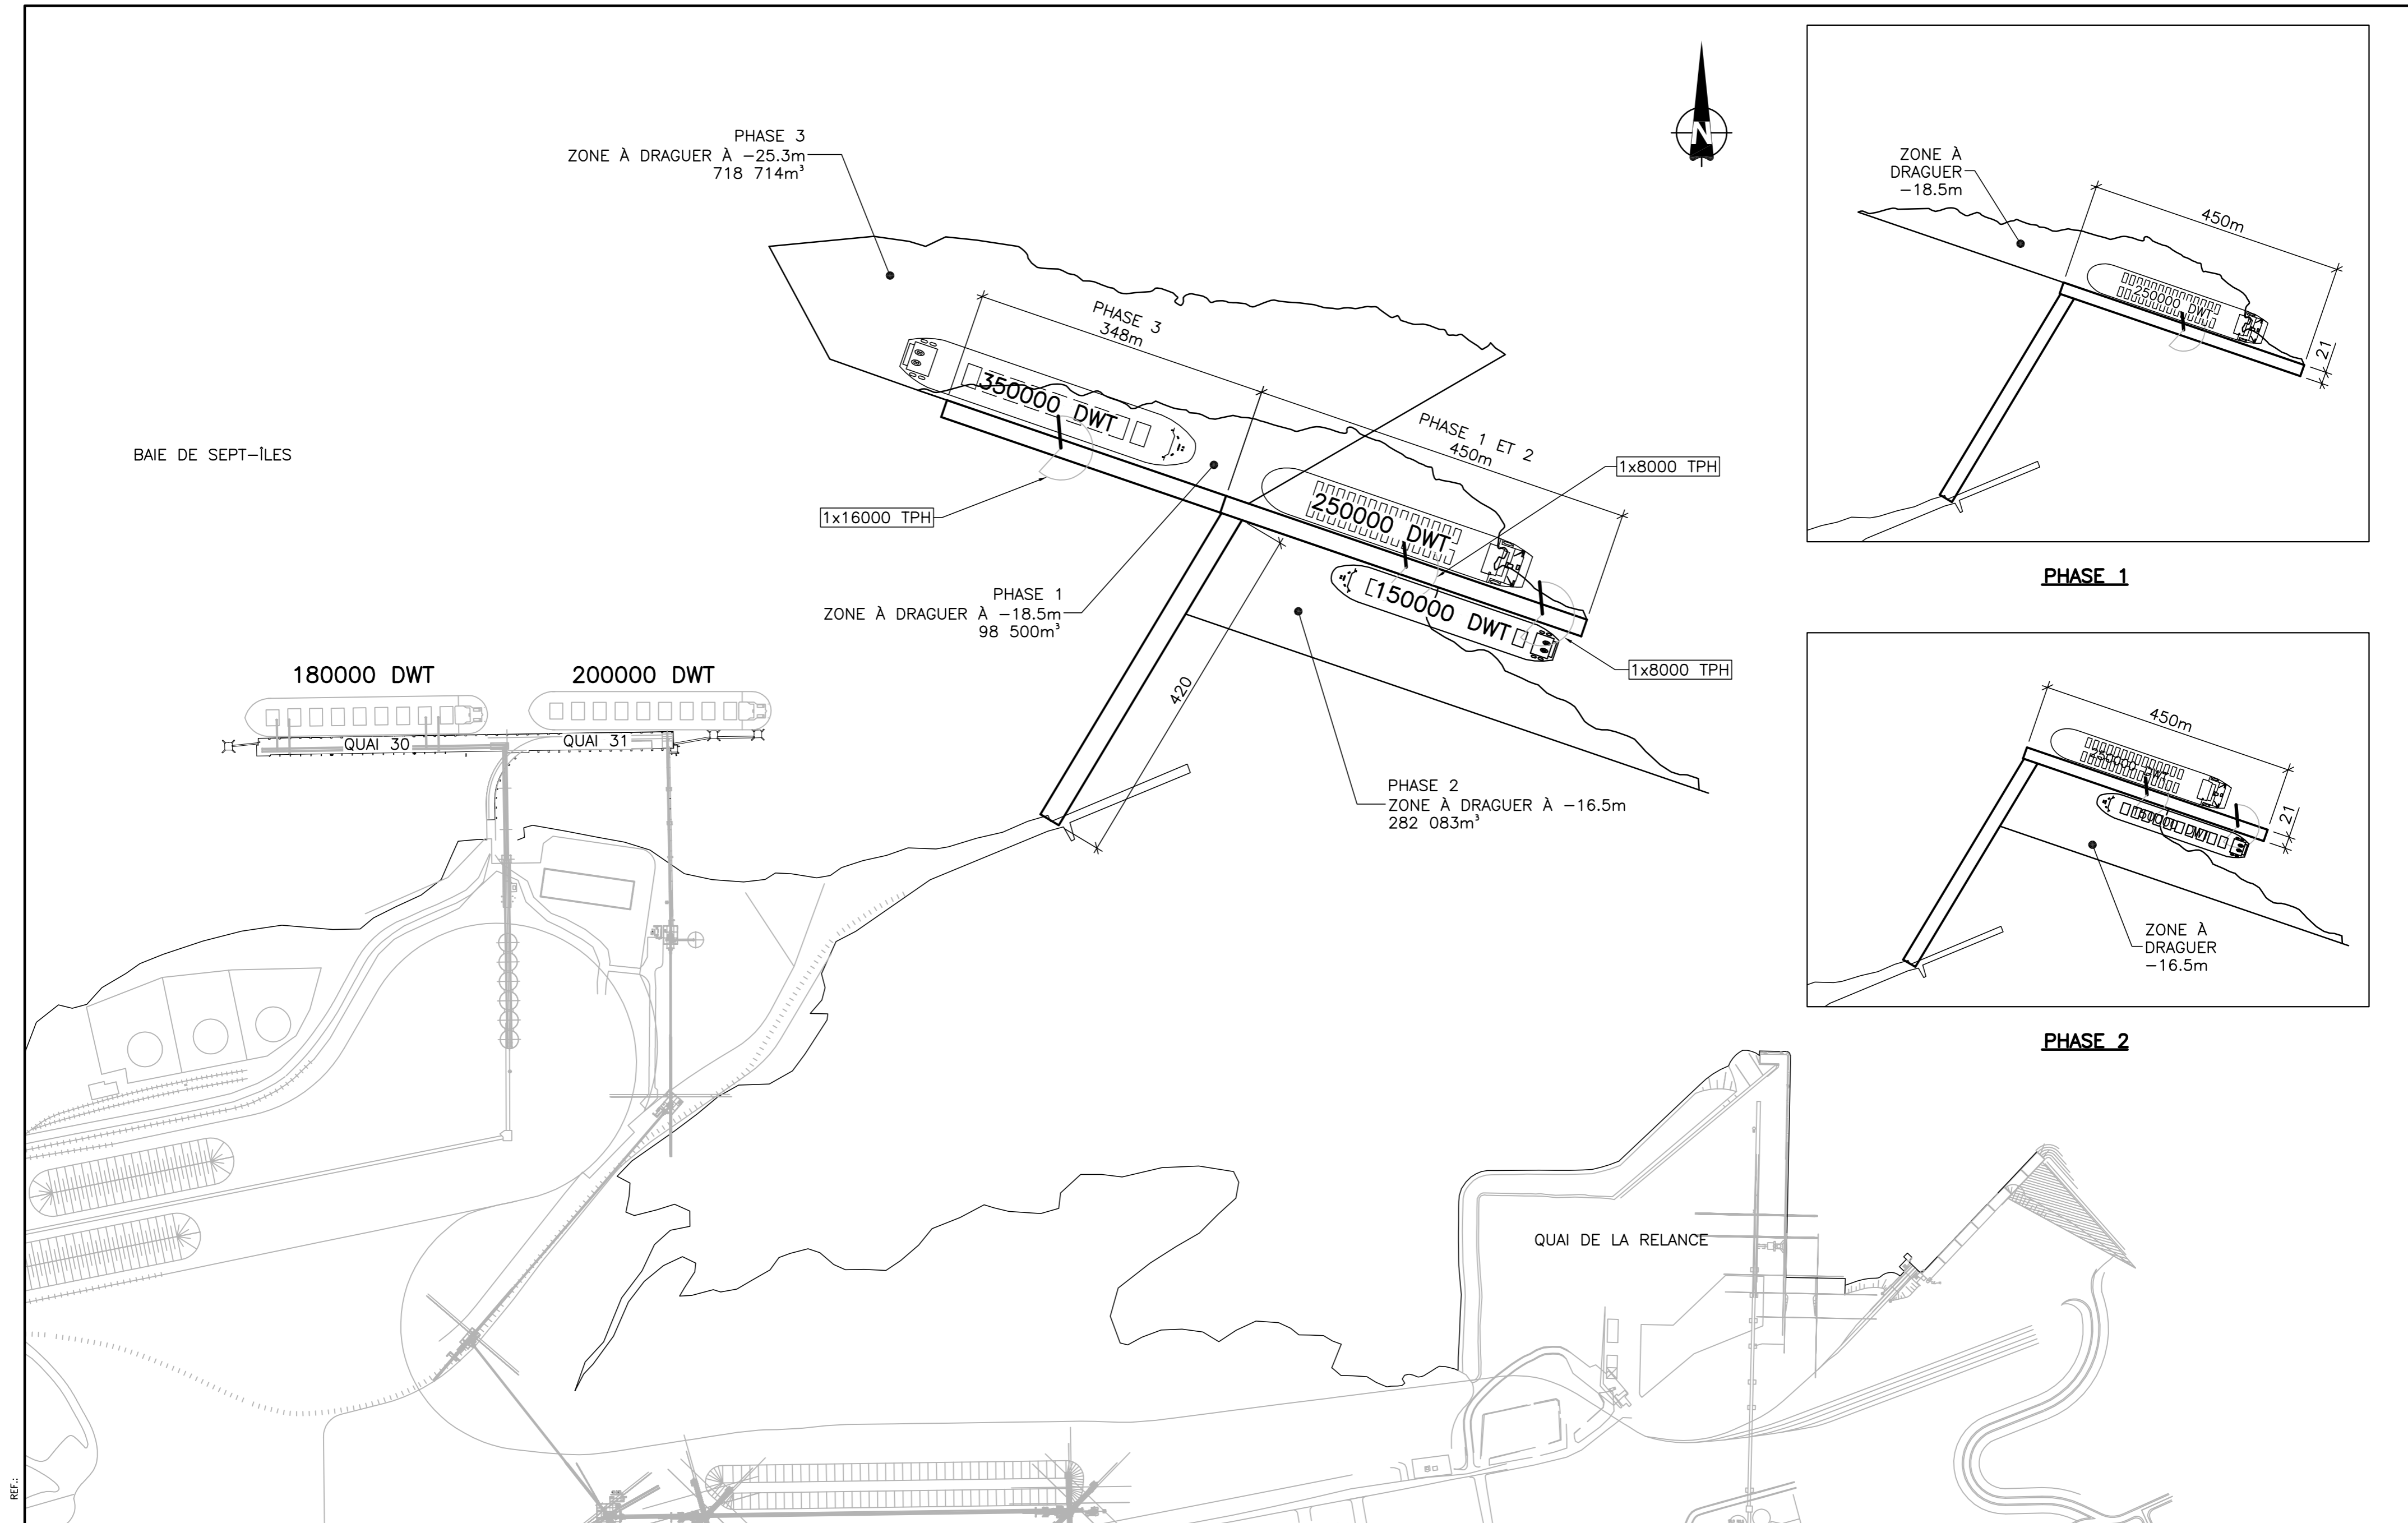 PHASE 3
ZONE À DRAGUER À −25.3m
718 714m³
N
PHASE 3
348m
350000 DWT
PHASE 1 ET 2
450m
1x8000 TPH
BAIE DE SEPT−ÎLES
1x16000 TPH
250000 DWT
150000 DWT
PHASE 1
ZONE À DRAGUER À −18.5m
98 500m³
1x8000 TPH
420
180000 DWT
200000 DWT
QUAI 30
QUAI 31
PHASE 2
ZONE À DRAGUER À −16.5m
282 083m³
QUAI DE LA RELANCE
ZONE À
DRAGUER
−18.5m
450m
250000 DWT
21
PHASE 1
450m
250000 DWT
150000 DWT
21
ZONE À
DRAGUER
−16.5m
PHASE 2
REF.: